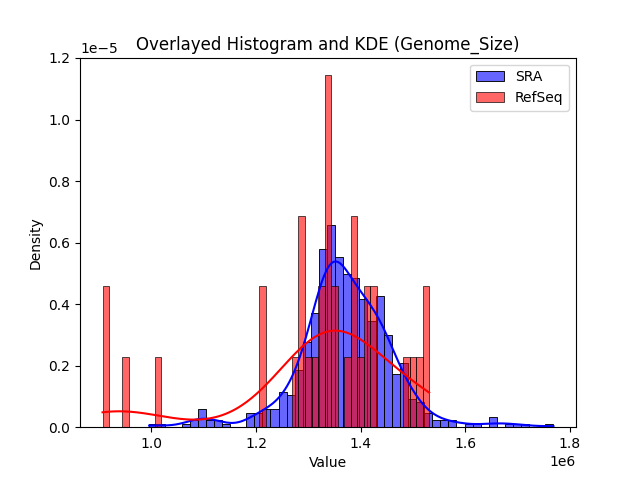 Overlayed Histogram and KDE (Genome_Size)
1e−5
SRA
RefSeq
1.2
1.0
0.8
0.6
0.4
0.2
0.0
Density
1.0
1.2
1.4
1.6
1.8
1e6
Value